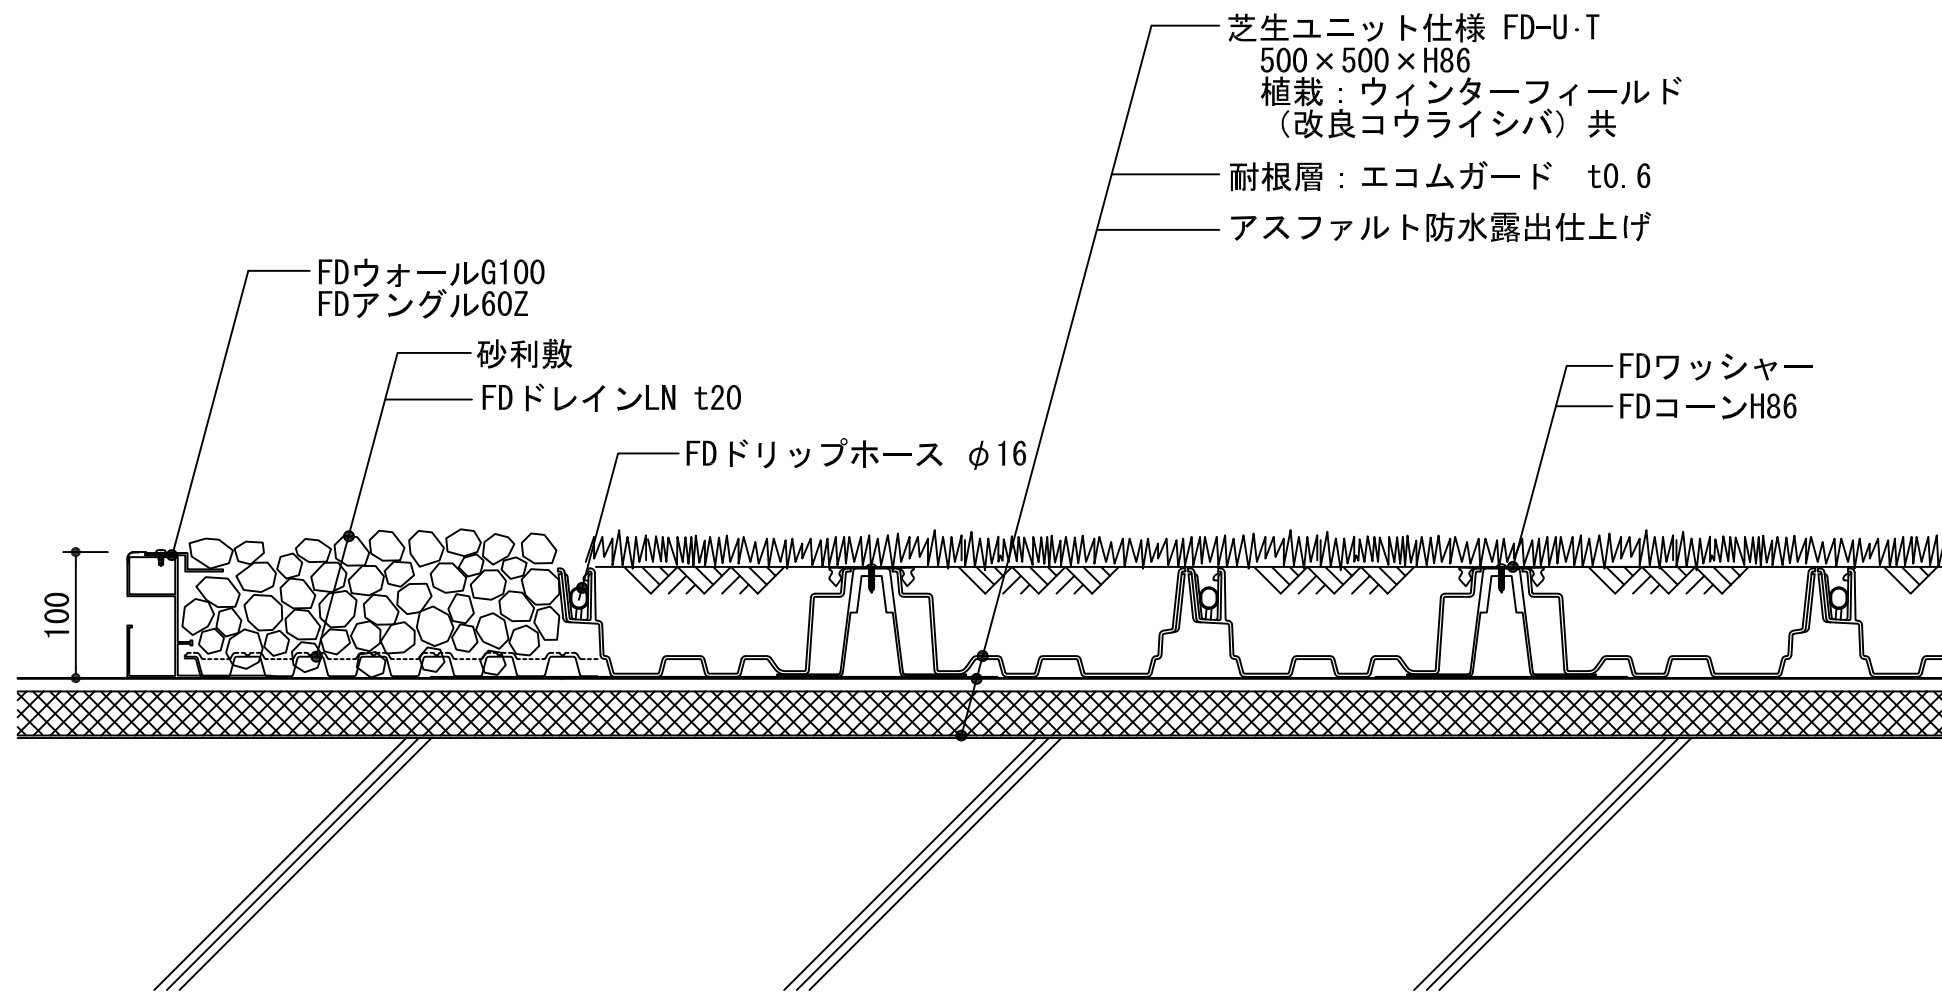 芝生ユニット仕様 FD-U·T
500×500×H86
植栽：ウィンターフィールド
（改良コウライシバ）共
耐根層：エコムガード t0.6
アスファルト防水露出仕上げ
FDウォールG100
FDアングル60Z
砂利敷
FDドレインLN t20
FDワッシャー
FDコーンH86
FDドリップホース φ16
100